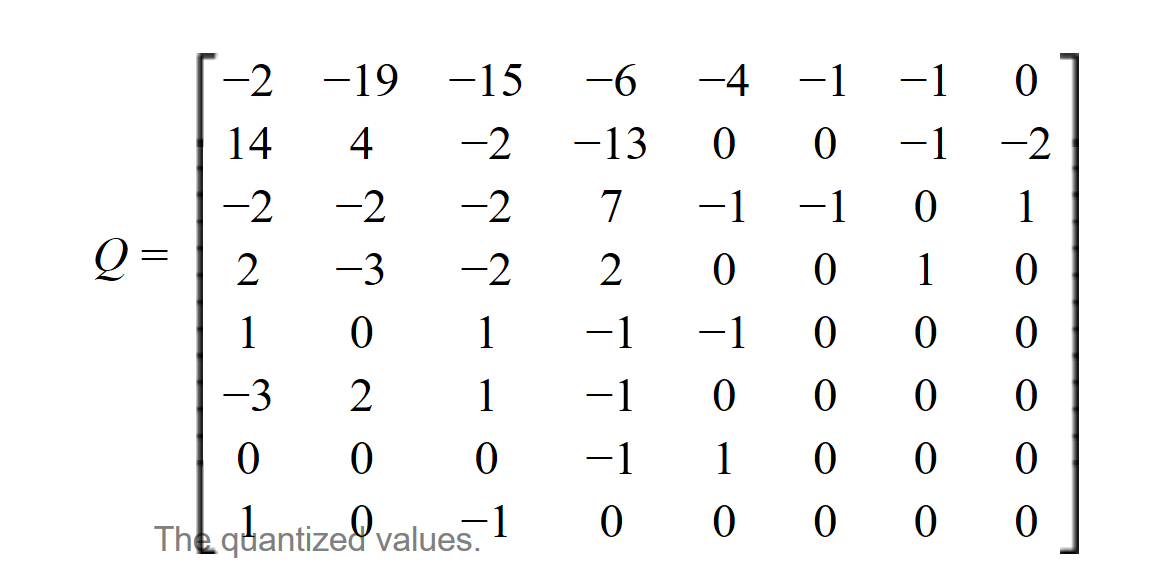 −2 −19 −15 −6 −4 −1 −1 0
14 4 −2 −13 0 0 −1 −2
−2 −2 −2 7 −1 −1 0 1
Q =
2 −3 −2 2 0 0 1 0
1 0 1 −1 −1 0 0 0
−3 2 1 −1 0 0 0 0
0 0 0 −1 1 0 0 0
1 0 −1 0 0 0 0 0
The quantized values.